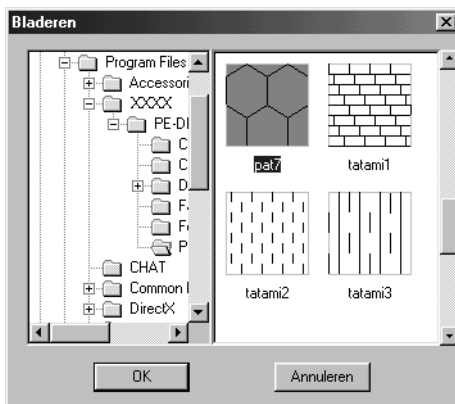 Bladeren
Program Files
Accessori
XXXX
PE-DI
C
C
D
F
F
P
CHAT
Common
DirectX
pat7
tatami1
tatami2
tatami3
OK
Annuleren